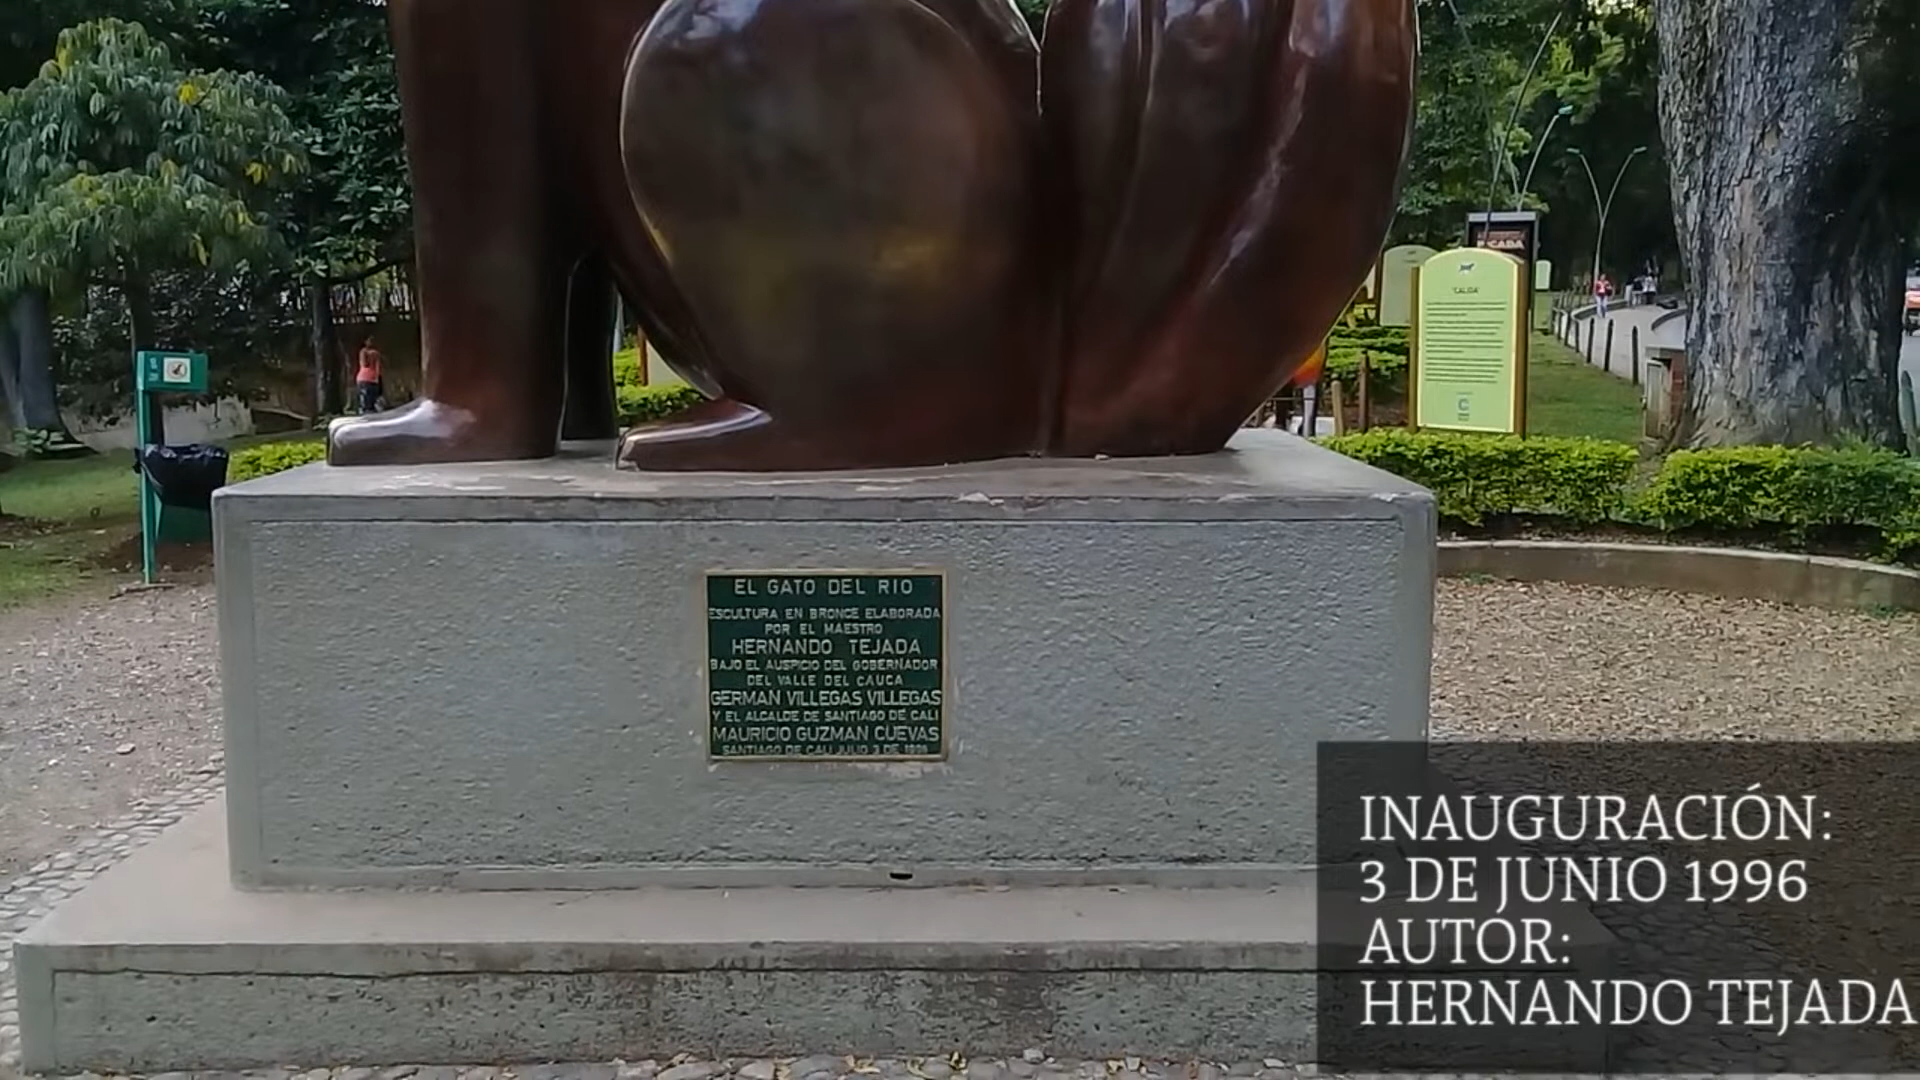 EL GATO DEL RIO
ESCULTURA EN BRONCE ELABORADA
POR EL MAESTRO
HERNANDO TEJADA
BAJO EL AUSPICIO DEL GOBERNADOR
DEL VALLE DEL CAUCA
GERMAN VILLEGAS VILLEGAS
Y EL ALCALDE DE SANTIAGO DE CALI
MAURICIO GUZMAN CUEVAS
SANTIAGO DE CALI JULIO 3 DE 1996
INAUGURACIÓN:
3 DE JUNIO 1996
AUTOR:
HERNANDO TEJADA